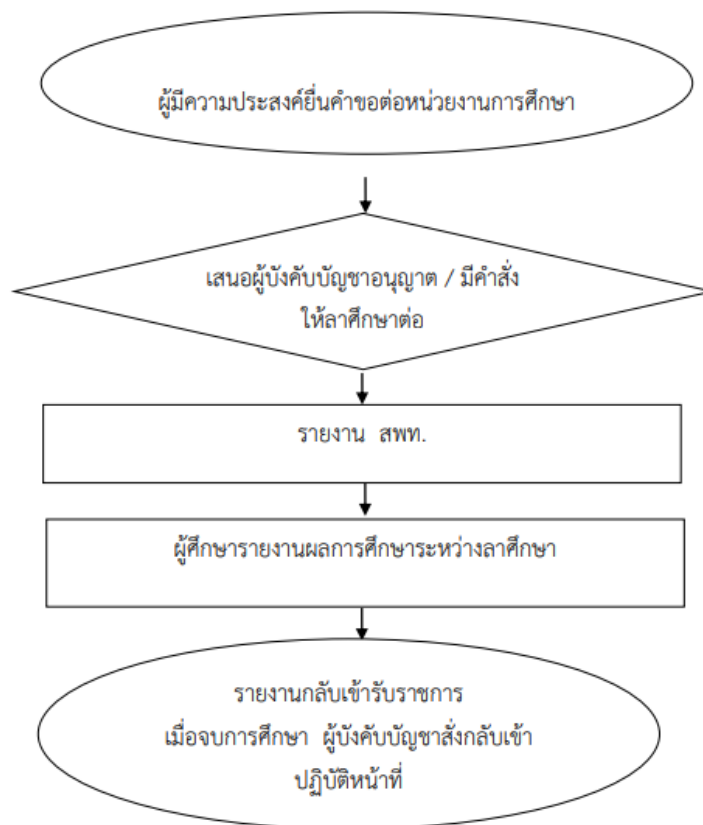 ผู้มีความประสงค์ยื่นคำขอต่อหน่วยงานการศึกษา
เสนอผู้บังคับบัญชาอนุญาต / มีคำสั่ง
ให้ลาศึกษาต่อ
รายงาน สพท.
ผู้ศึกษารายงานผลการศึกษาระหว่างลาศึกษา
รายงานกลับเข้ารับราชการ
เมื่อจบการศึกษา ผู้บังคับบัญชาสั่งกลับเข้า
ปฏิบัติหน้าที่